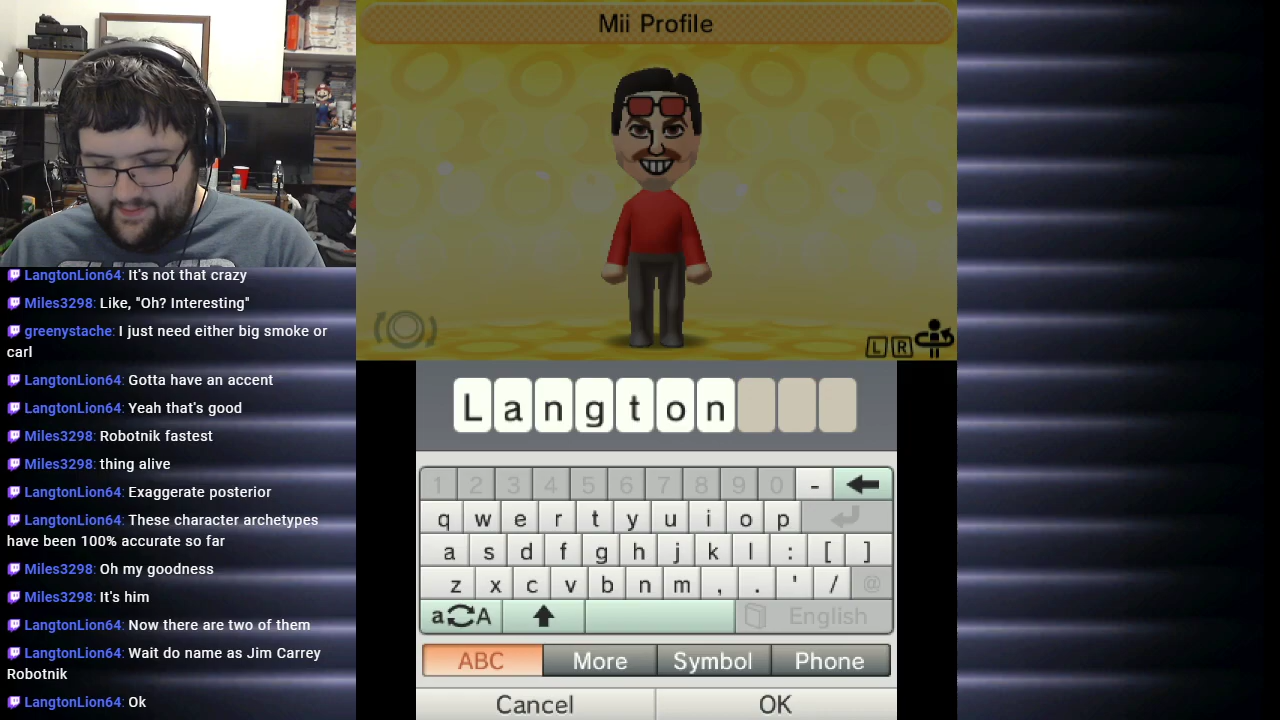 Mii Profile
LangtonLion64: It's not that crazy
Miles3298: Like, "Oh? Interesting"
greenystache: I just need either big smoke or
carl
LangtonLion64: Gotta have an accent
LangtonLion64: Yeah that's good
Miles3298: Robotnik fastest
Miles3298: thing alive
LangtonLion64: Exaggerate posterior
LangtonLion64: These character archetypes
have been 100% accurate so far
Miles3298: Oh my goodness
Miles3298: It's him
LangtonLion64: Now there are two of them
LangtonLion64: Wait do name as Jim Carrey
Robotnik
LangtonLion64: Ok
L R
Langton
1 2 3 4 5 6 7 8 9 0 -
q w e r t y u i o p
a s d f g h j k l : [ ]
z x c v b n m , . ' / @
a A English
ABC More Symbol Phone
Cancel OK